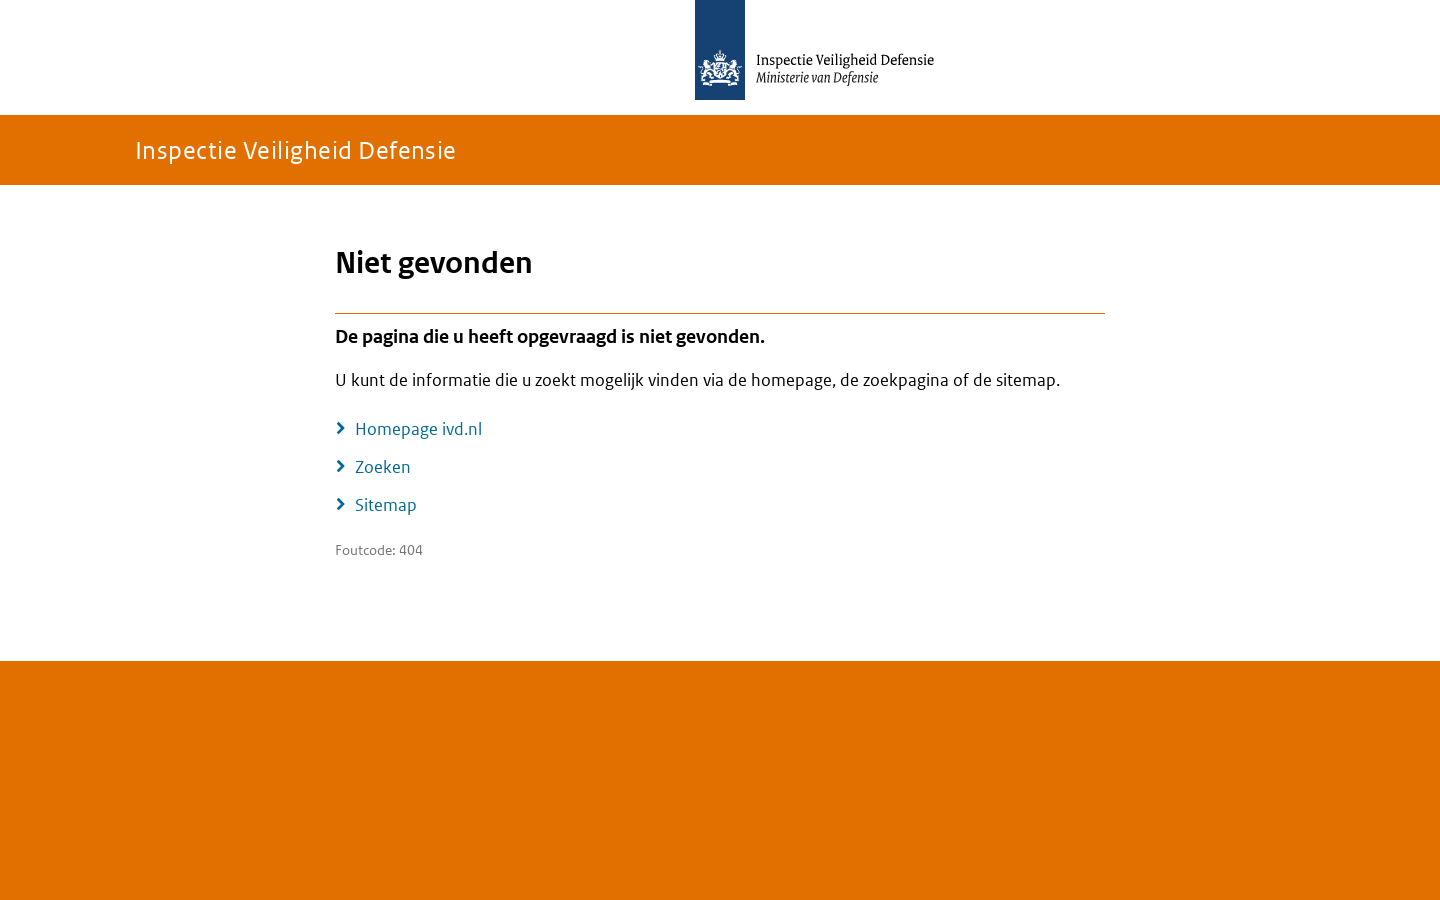 Inspectie Veiligheid Defensie
Ministerie van Defensie
Inspectie Veiligheid Defensie
Niet gevonden
De pagina die u heeft opgevraagd is niet gevonden.
U kunt de informatie die u zoekt mogelijk vinden via de homepage, de zoekpagina of de sitemap.
Homepage ivd.nl
Zoeken
Sitemap
Foutcode: 404